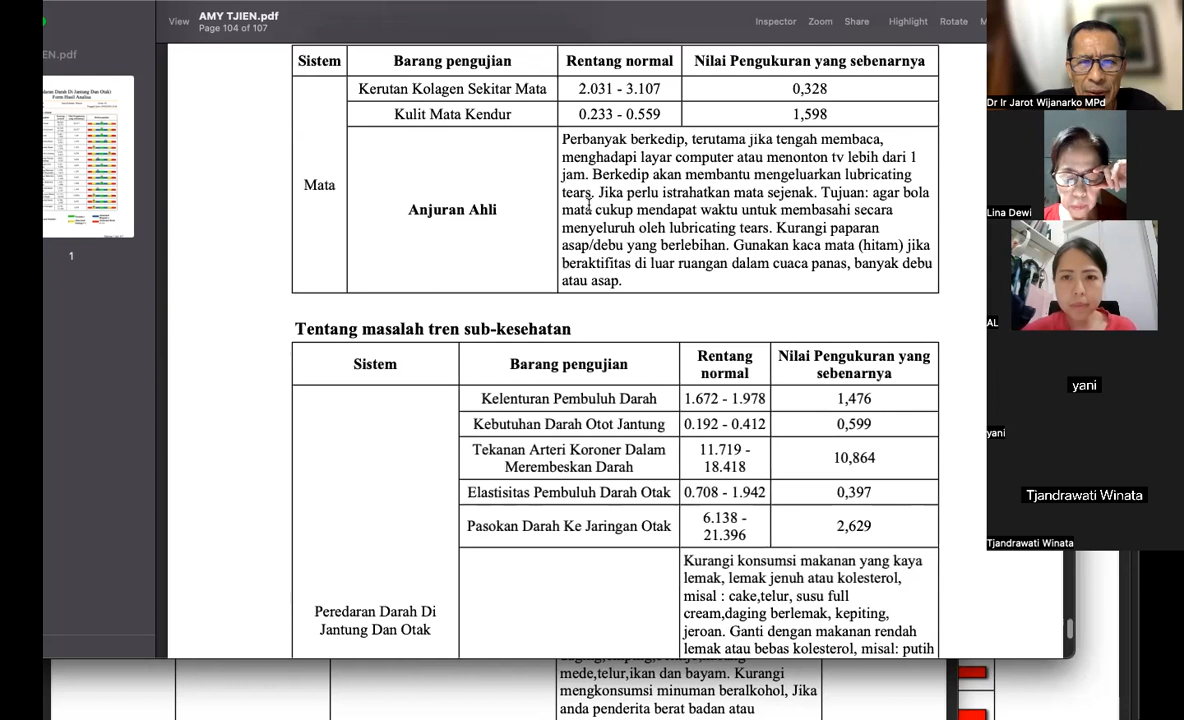 View
AMY TJIEN.pdf
Page 104 of 107
Inspector Zoom Share Highlight Rotate M
EN.pdf
1
Sistem Barang pengujian Rentang normal Nilai Pengukuran yang sebenarnya
Kerutan Kolagen Sekitar Mata 2.031 - 3.107 0,328
Kulit Mata Kendur 0.233 - 0.559 1,598
Mata
Anjuran Ahli
Perbanyak berkedip, terutama jika tengah membaca,
menghadapi layar computer atau menonton tv lebih dari 1
jam. Berkedip akan membantu mengeluarkan lubricating
tears. Jika perlu istrahatkan mata sejenak. Tujuan: agar bola
mata cukup mendapat waktu untuk membasahi secara
menyeluruh oleh lubricating tears. Kurangi paparan
asap/debu yang berlebihan. Gunakan kaca mata (hitam) jika
beraktifitas di luar ruangan dalam cuaca panas, banyak debu
atau asap.
Tentang masalah tren sub-kesehatan
Sistem Barang pengujian Rentang normal Nilai Pengukuran yang sebenarnya
Kelenturan Pembuluh Darah 1.672 - 1.978 1,476
Kebutuhan Darah Otot Jantung 0.192 - 0.412 0,599
Tekanan Arteri Koroner Dalam Merembeskan Darah 11.719 - 18.418 10,864
Elastisitas Pembuluh Darah Otak 0.708 - 1.942 0,397
Pasokan Darah Ke Jaringan Otak 6.138 - 21.396 2,629
Peredaran Darah Di
Jantung Dan Otak
Kurangi konsumsi makanan yang kaya
lemak, lemak jenuh atau kolesterol,
misal : cake,telur, susu full
cream,daging berlemak, kepiting,
jeroan. Ganti dengan makanan rendah
lemak atau bebas kolesterol, misal: putih
mede,telur,ikan dan bayam. Kurangi
mengkonsumsi minuman beralkohol, Jika
anda penderita berat badan atau
Dr Ir Jarot Wijanarko MPd
Lina Dewi
AL
yani
yani
Tjandrawati Winata
Tjandrawati Winata